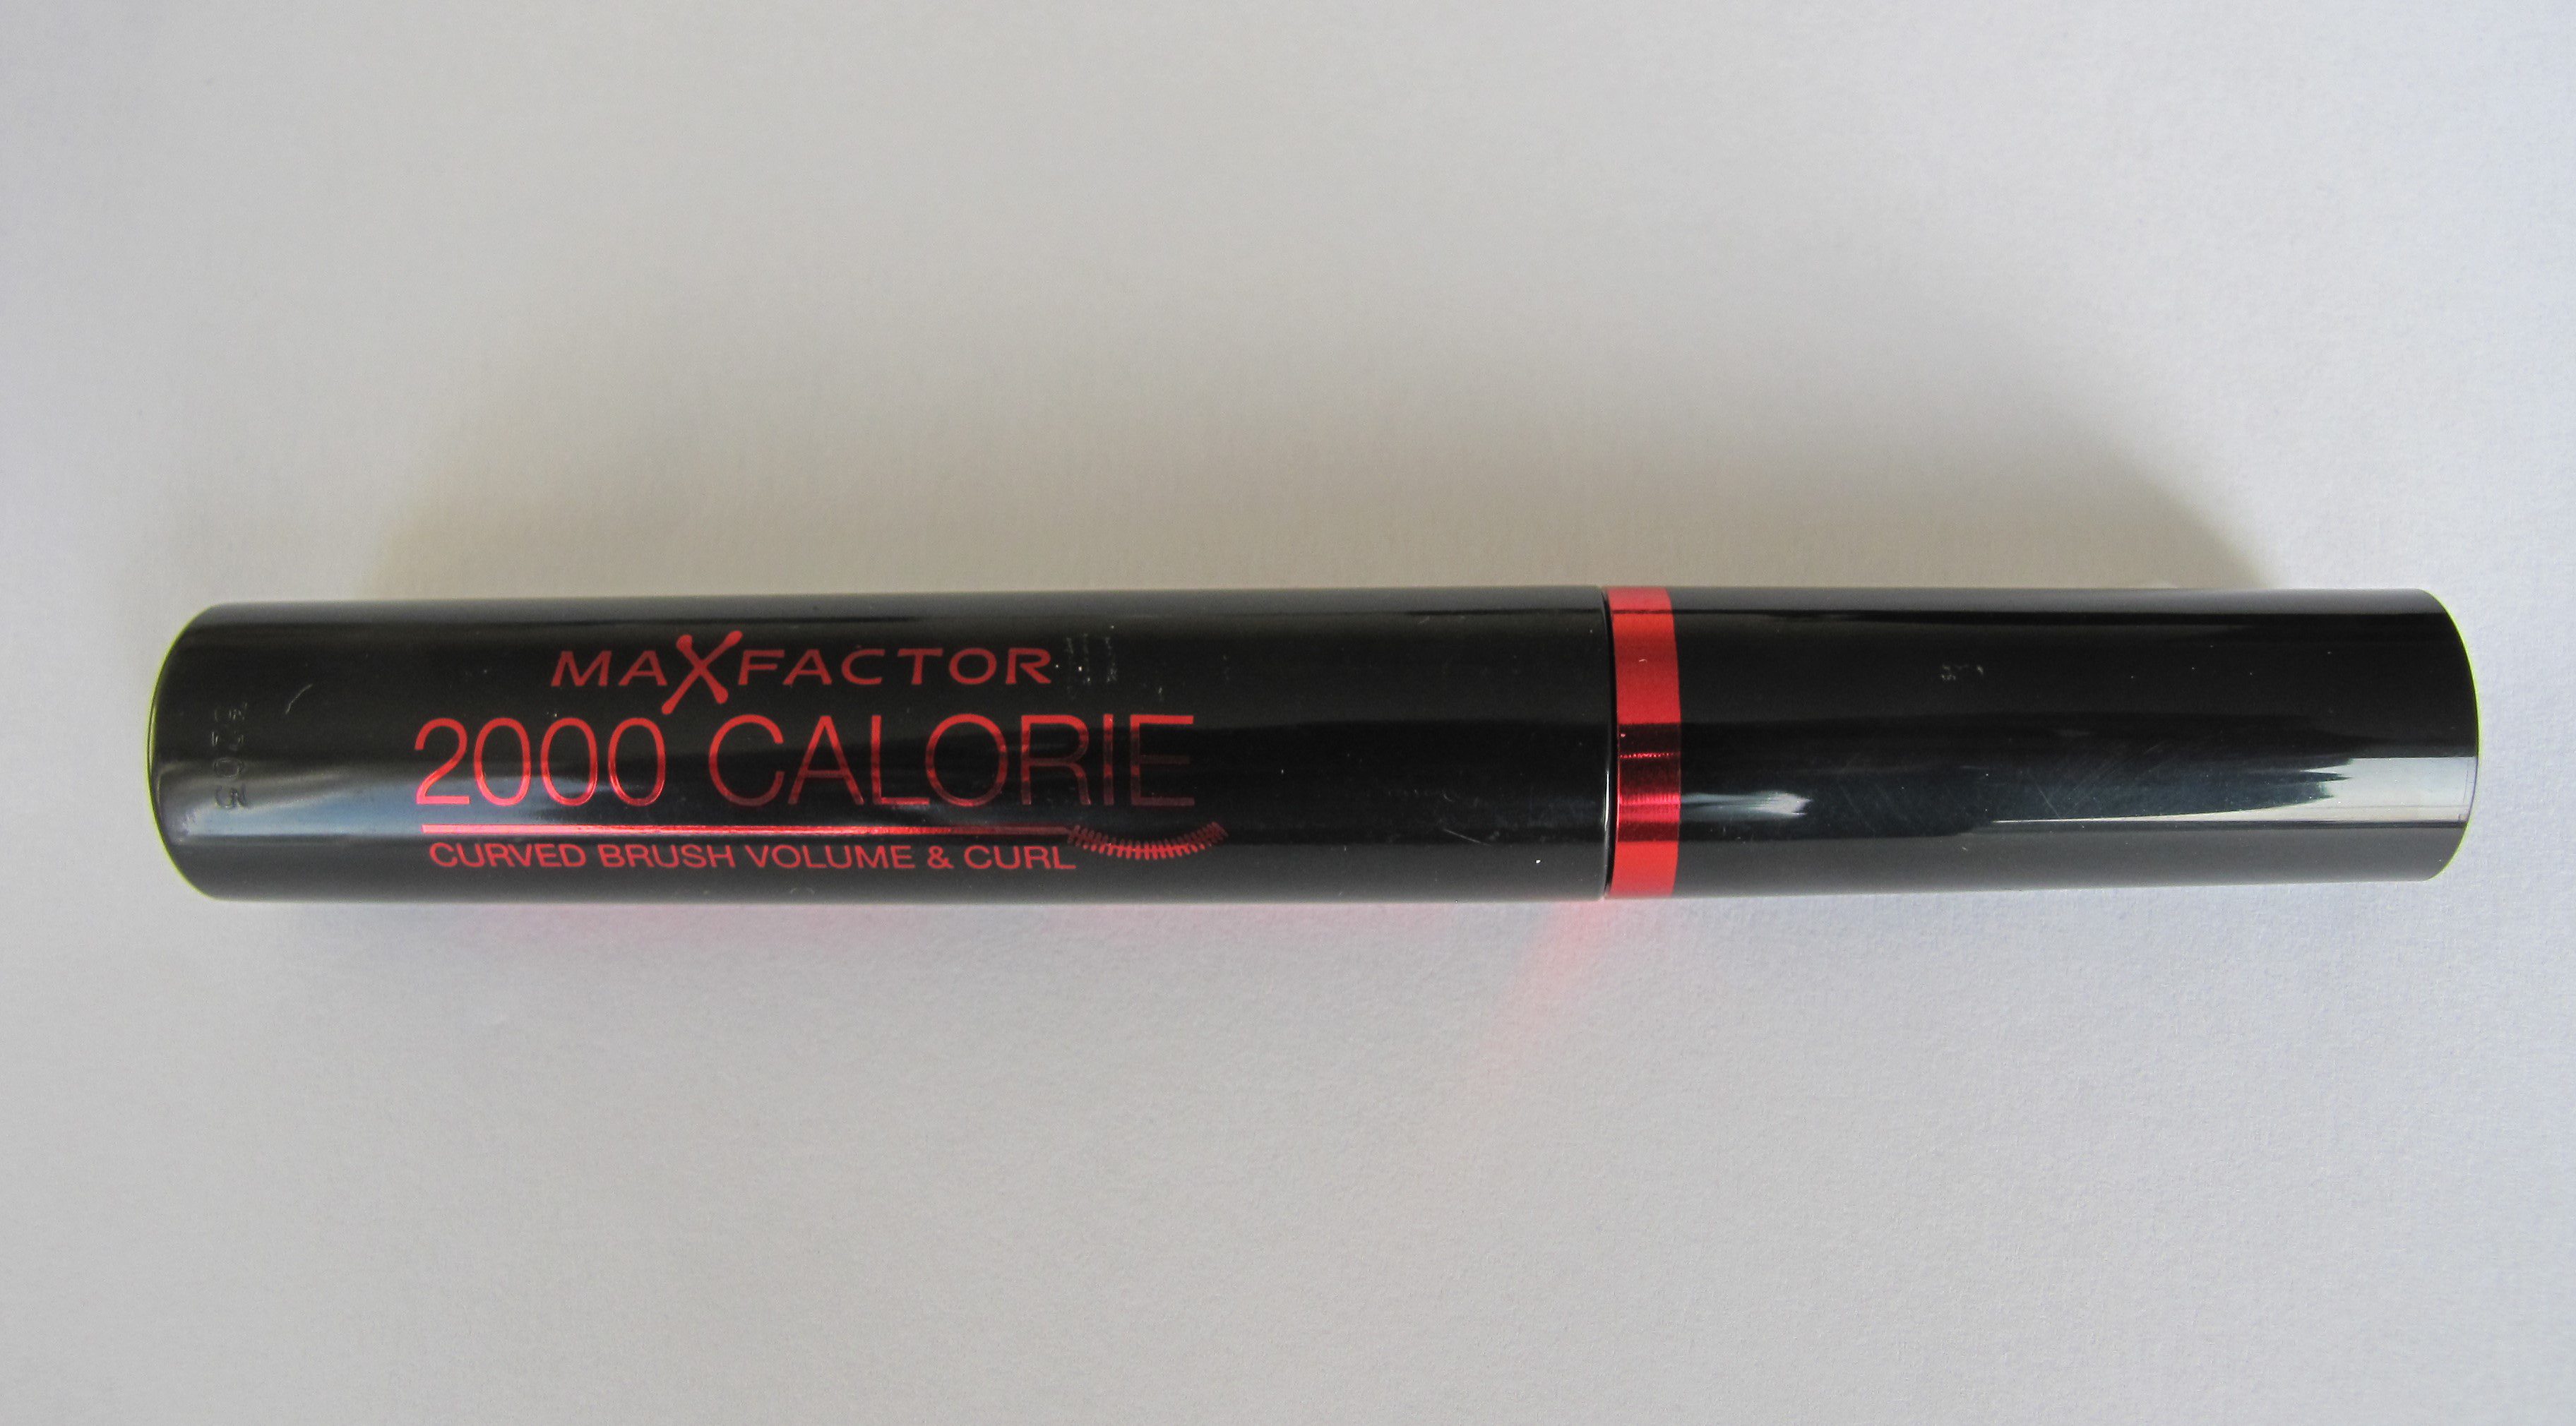 MAXFACTOR
2000 CALORIE
CURVED BRUSH VOLUME & CURL